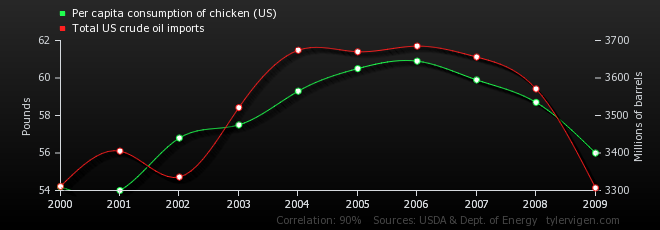 Per capita consumption of chicken (US)
Total US crude oil imports
62
60
58
56
54
Pounds
3700
3600
3500
3400
3300
Millions of barrels
2000 2001 2002 2003 2004 2005 2006 2007 2008 2009
Correlation: 90% Sources: USDA & Dept. of Energy tylervigen.com